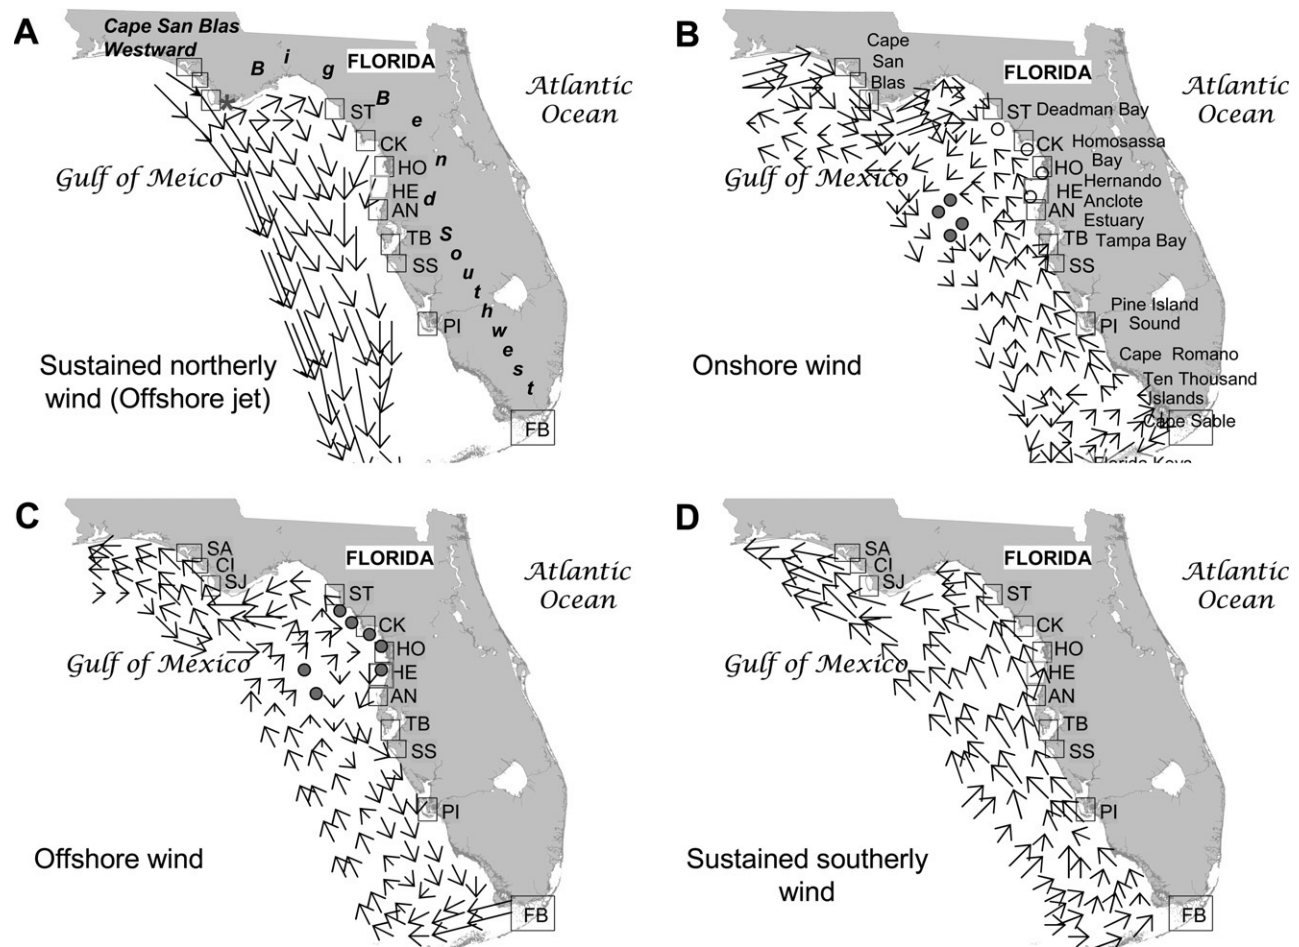 A
Cape San Blas
Westward
B i g
B e n d
FLORIDA
Atlantic
Ocean
*
ST
CK
HO
HE
AN
TB
SS
PI
FB
S o u t h w e s t
Gulf of Meico
Sustained northerly
wind (Offshore jet)
B
Cape
San
Blas
FLORIDA
Atlantic
Ocean
ST Deadman Bay
CK Homosassa
Bay
HO
Hernando
HE
Anclote
AN
Estuary
TB
Tampa Bay
SS
Pine Island
PI Sound
Cape Romano
Ten Thousand
Islands
Cape Sable
Florida Keys
Gulf of Mexico
Onshore wind
C
SA
CI
SJ
FLORIDA
Atlantic
Ocean
ST
CK
HO
HE
AN
TB
SS
PI
FB
Gulf of Mexico
Offshore wind
D
SA
CI
SJ
FLORIDA
Atlantic
Ocean
ST
CK
HO
HE
AN
TB
SS
PI
FB
Gulf of Mexico
Sustained southerly
wind